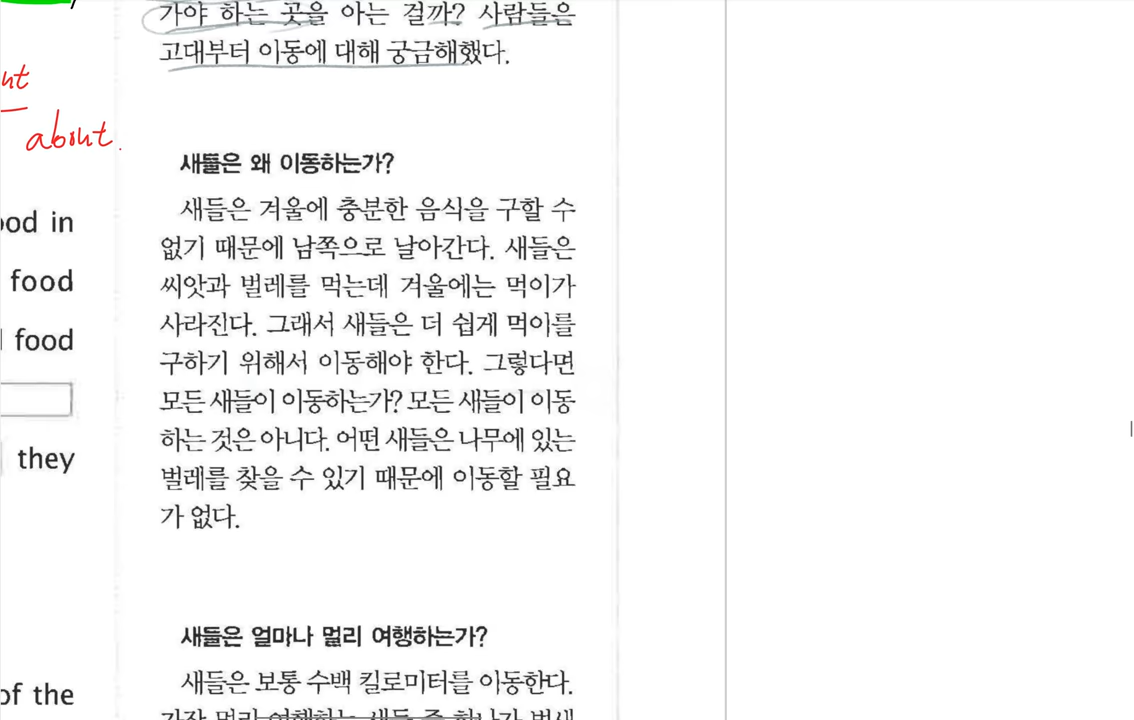 가야 하는 곳을 아는 걸까? 사람들은
고대부터 이동에 대해 궁금해했다.
about.
새들은 왜 이동하는가?
새들은 겨울에 충분한 음식을 구할 수
없기 때문에 남쪽으로 날아간다. 새들은
씨앗과 벌레를 먹는데 겨울에는 먹이가
사라진다. 그래서 새들은 더 쉽게 먹이를
구하기 위해서 이동해야 한다. 그렇다면
모든 새들이 이동하는가? 모든 새들이 이동
하는 것은 아니다. 어떤 새들은 나무에 있는
벌레를 찾을 수 있기 때문에 이동할 필요
가 없다.
새들은 얼마나 멀리 여행하는가?
새들은 보통 수백 킬로미터를 이동한다.
in
food
food
they
of the